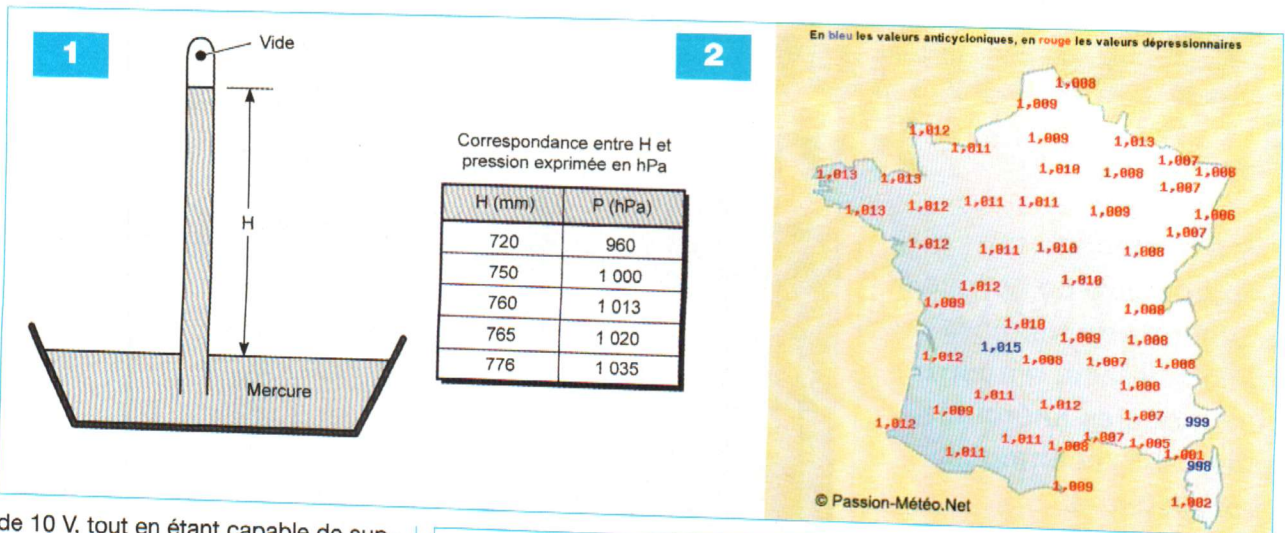 1
Vide
H
Mercure
Correspondance entre H et
pression exprimée en hPa
H (mm) P (hPa)
720 960
750 1 000
760 1 013
765 1 020
776 1 035
2
En bleu les valeurs anticycloniques, en rouge les valeurs dépressionnaires
1,008
1,009
1,012 1,009 1,013
1,011 1,007
1,013 1,013 1,010 1,008 1,008
1,007
1,013 1,012 1,011 1,011 1,009 1,006
1,007
1,012 1,011 1,010 1,008
1,012 1,010
1,009 1,008
1,010 1,009
1,012 1,015 1,008 1,007
1,011 1,012
1,012 1,009 1,007 999
1,011 1,011 1,008 1,007 1,005 1,001
998
1,009 1,002
© Passion-Météo.Net
de 10 V, tout en étant capable de